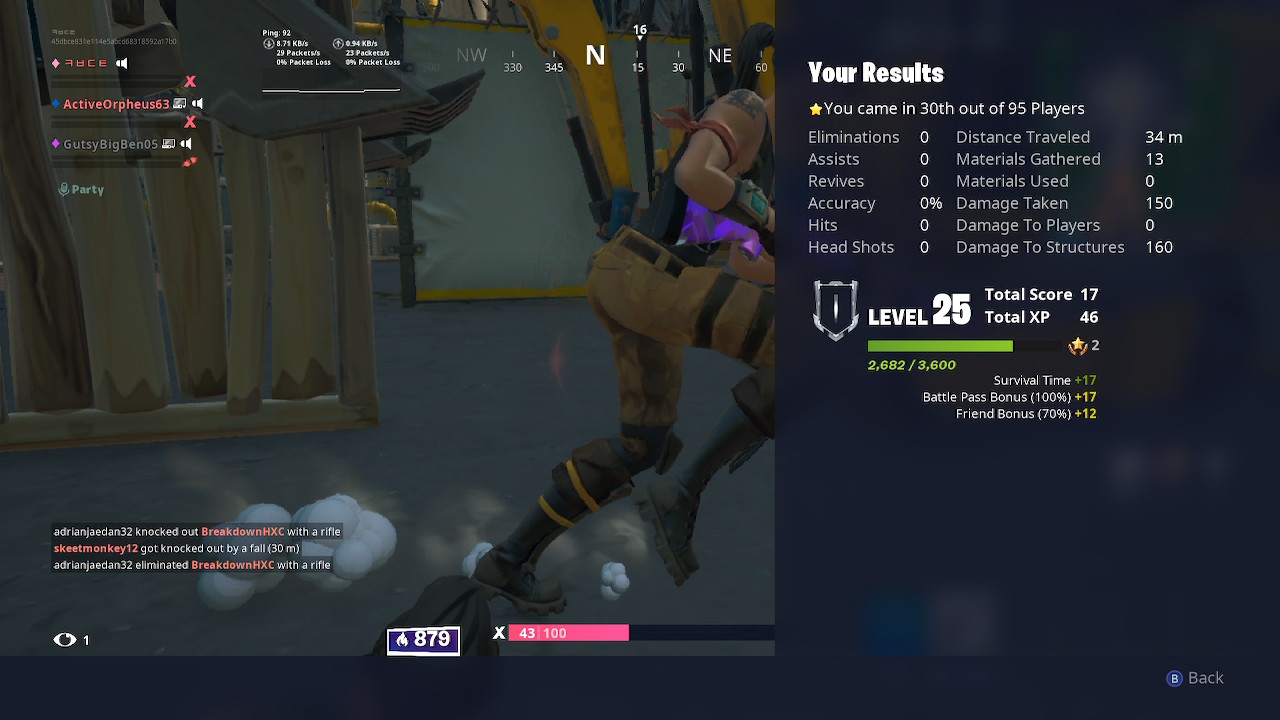 ㅋㅂㄷㅌ
ㅋㅂㄷㅌ
ActiveOrpheus63
GutsyBigBen05
Party
Ping: 92
8.71 KB/s 0.94 KB/s
29 Packets/s 23 Packets/s
0% Packet Loss 0% Packet Loss
16
NW 330 345 N 15 30 NE 60
adrianjaedan32 knocked out BreakdownHXC with a rifle
skeetmonkey12 got knocked out by a fall (30 m)
adrianjaedan32 eliminated BreakdownHXC with a rifle
1
879
X 43 100
Your Results
You came in 30th out of 95 Players
Eliminations 0 Distance Traveled 34 m
Assists 0 Materials Gathered 13
Revives 0 Materials Used 0
Accuracy 0% Damage Taken 150
Hits 0 Damage To Players 0
Head Shots 0 Damage To Structures 160
LEVEL 25
Total Score 17
Total XP 46
2
2,682 / 3,600
Survival Time +17
Battle Pass Bonus (100%) +17
Friend Bonus (70%) +12
B Back